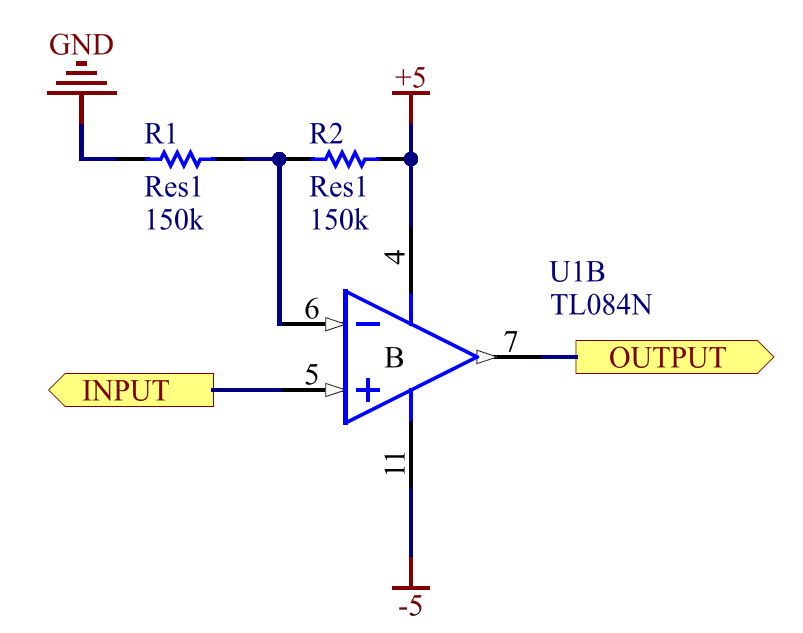 GND
+5
R1
R2
Res1
Res1
150k
150k
4
U1B
TL084N
6
7
B
OUTPUT
5
INPUT
11
-5